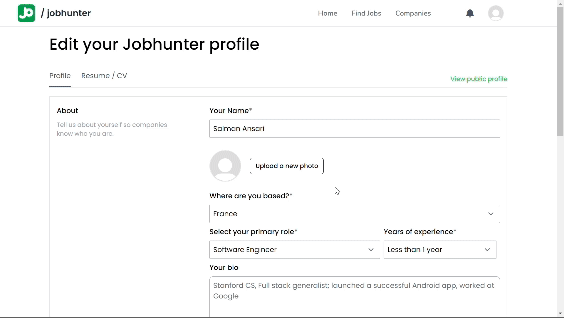 JO / jobhunter
Home Find Jobs Companies
Edit your Jobhunter profile
Profile Resume / CV
View public profile
About
Tell us about yourself so companies
know who you are.
Your Name*
Salman Ansari
Upload a new photo
Where are you based?*
France
Select your primary role* Years of experience*
Software Engineer Less than 1 year
Your bio
Stanford CS, Full stack generalist; launched a successful Android app, worked at
Google